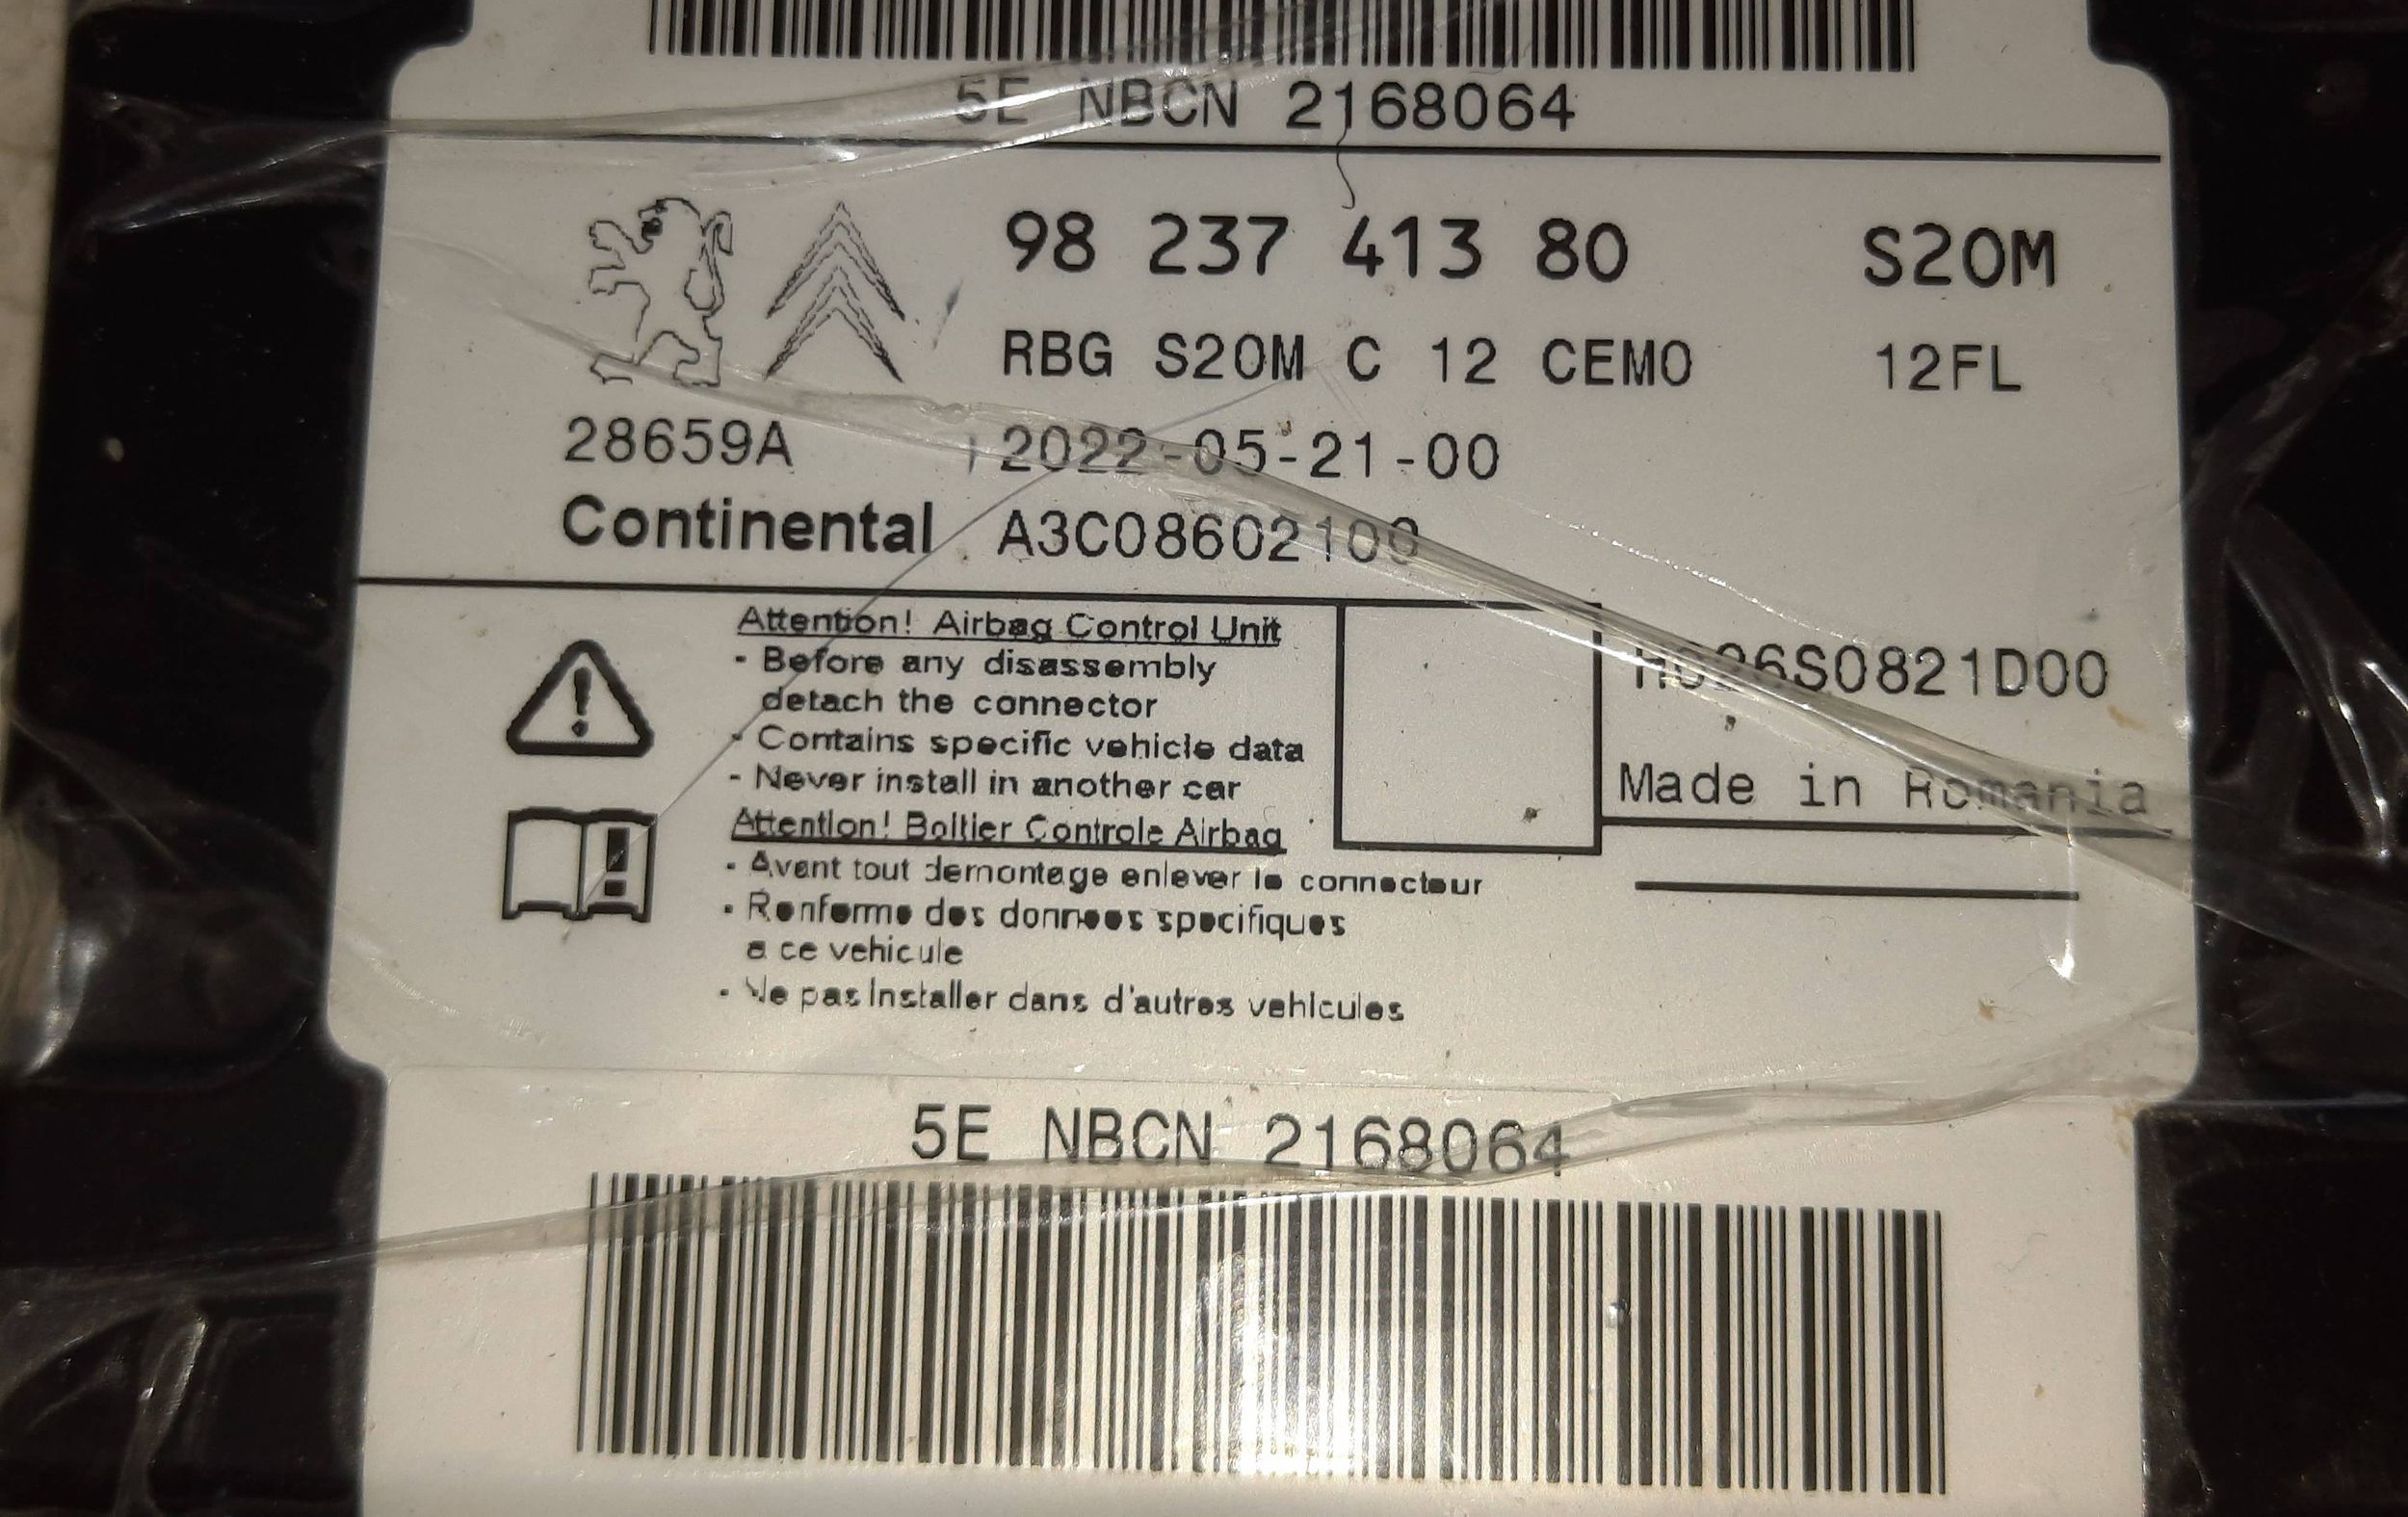 5E NBCN 2168064
98 237 413 80 S20M
RBG S20M C 12 CEMO 12FL
28659A 2022-05-21-00
Continental A3C08602100
Attention! Airbag Control Unit
- Before any disassembly
detach the connector
- Contains specific vehicle data
- Never install in another car
Attention! Boitier Controle Airbag
- Avant tout demontage enlever le connecteur
- Renferme des donnees specifiques
a ce vehicule
- Ne pas installer dans d'autres vehicules
Made in Romania
5E NBCN 2168064